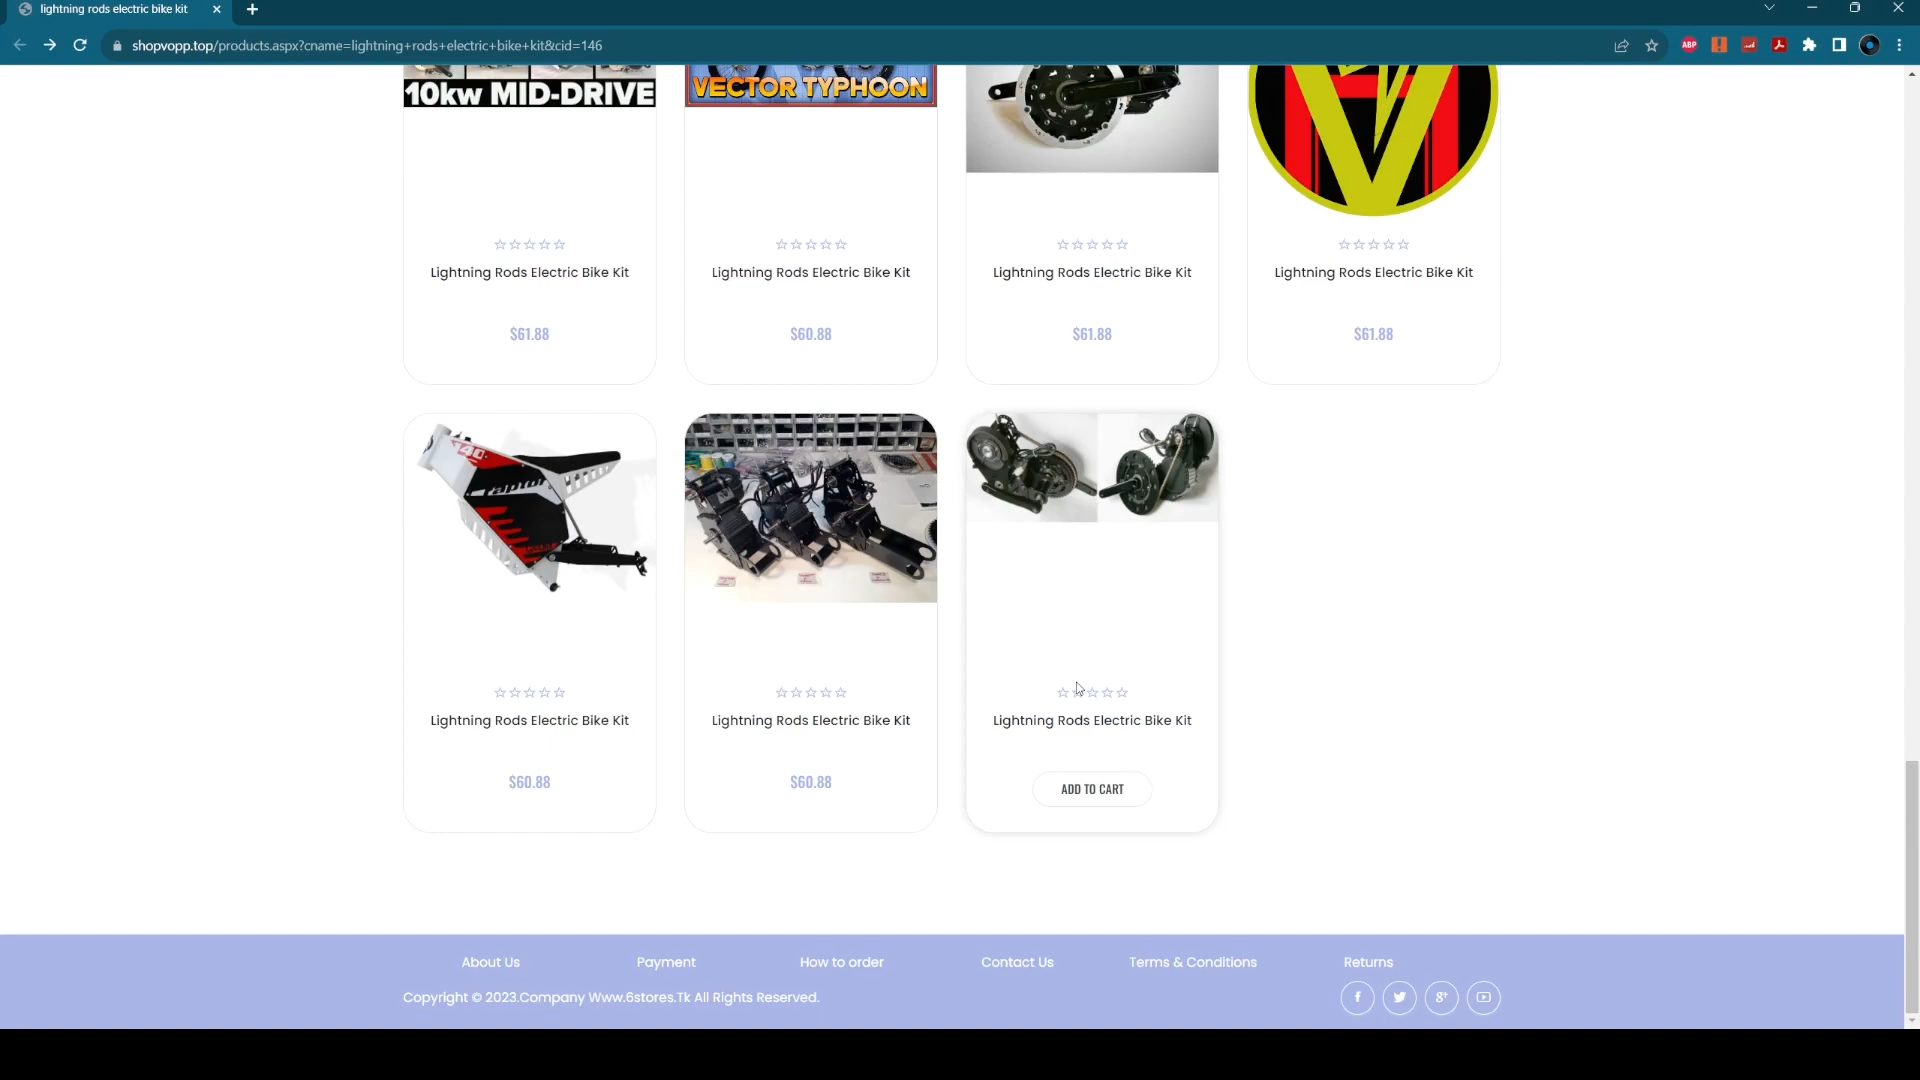 lightning rods electric bike kit
shopvopp.top/products.aspx?cname=lightning+rods+electric+bike+kit&cid=146
ABP
10kw MID-DRIVE
VECTOR TYPHOON
Lightning Rods Electric Bike Kit
Lightning Rods Electric Bike Kit
Lightning Rods Electric Bike Kit
Lightning Rods Electric Bike Kit
$61.88
$60.88
$61.88
$61.88
Lightning Rods Electric Bike Kit
Lightning Rods Electric Bike Kit
Lightning Rods Electric Bike Kit
$60.88
$60.88
ADD TO CART
About Us
Payment
How to order
Contact Us
Terms & Conditions
Returns
Copyright © 2023.Company Www.6stores.Tk All Rights Reserved.